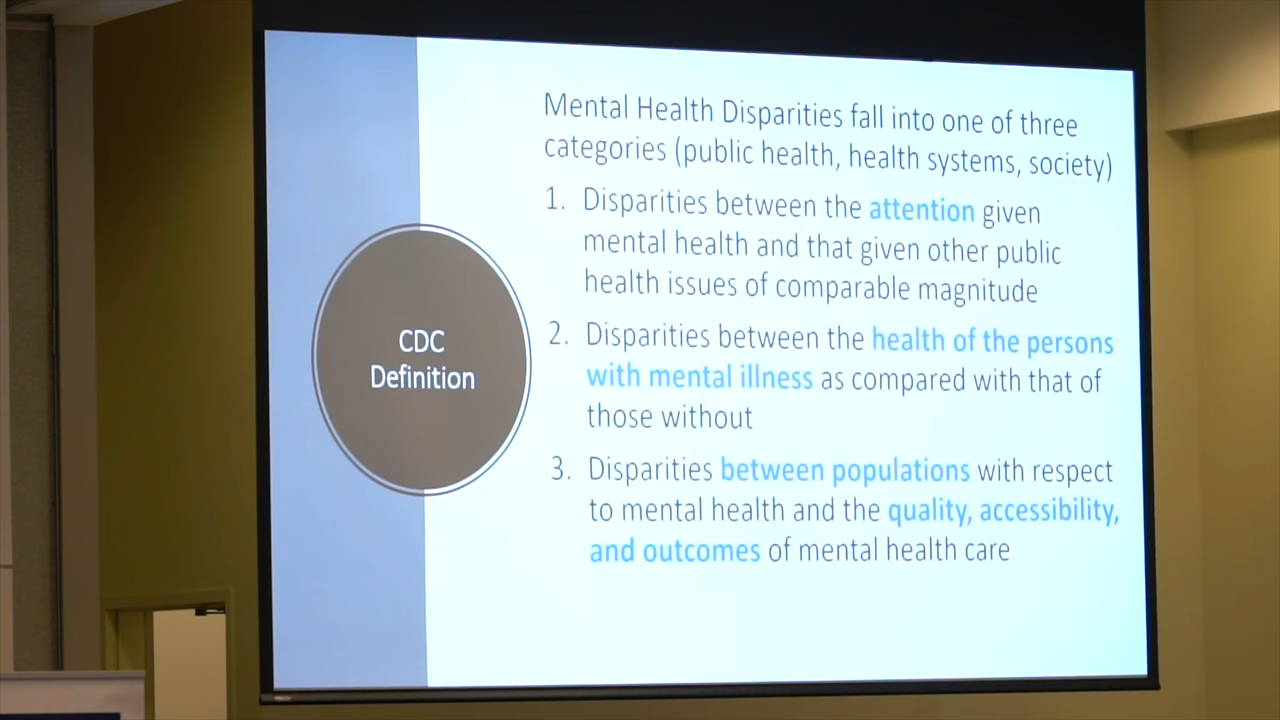 CDC
Definition
Mental Health Disparities fall into one of three
categories (public health, health systems, society)
1. Disparities between the attention given
mental health and that given other public
health issues of comparable magnitude
2. Disparities between the health of the persons
with mental illness as compared with that of
those without
3. Disparities between populations with respect
to mental health and the quality, accessibility,
and outcomes of mental health care